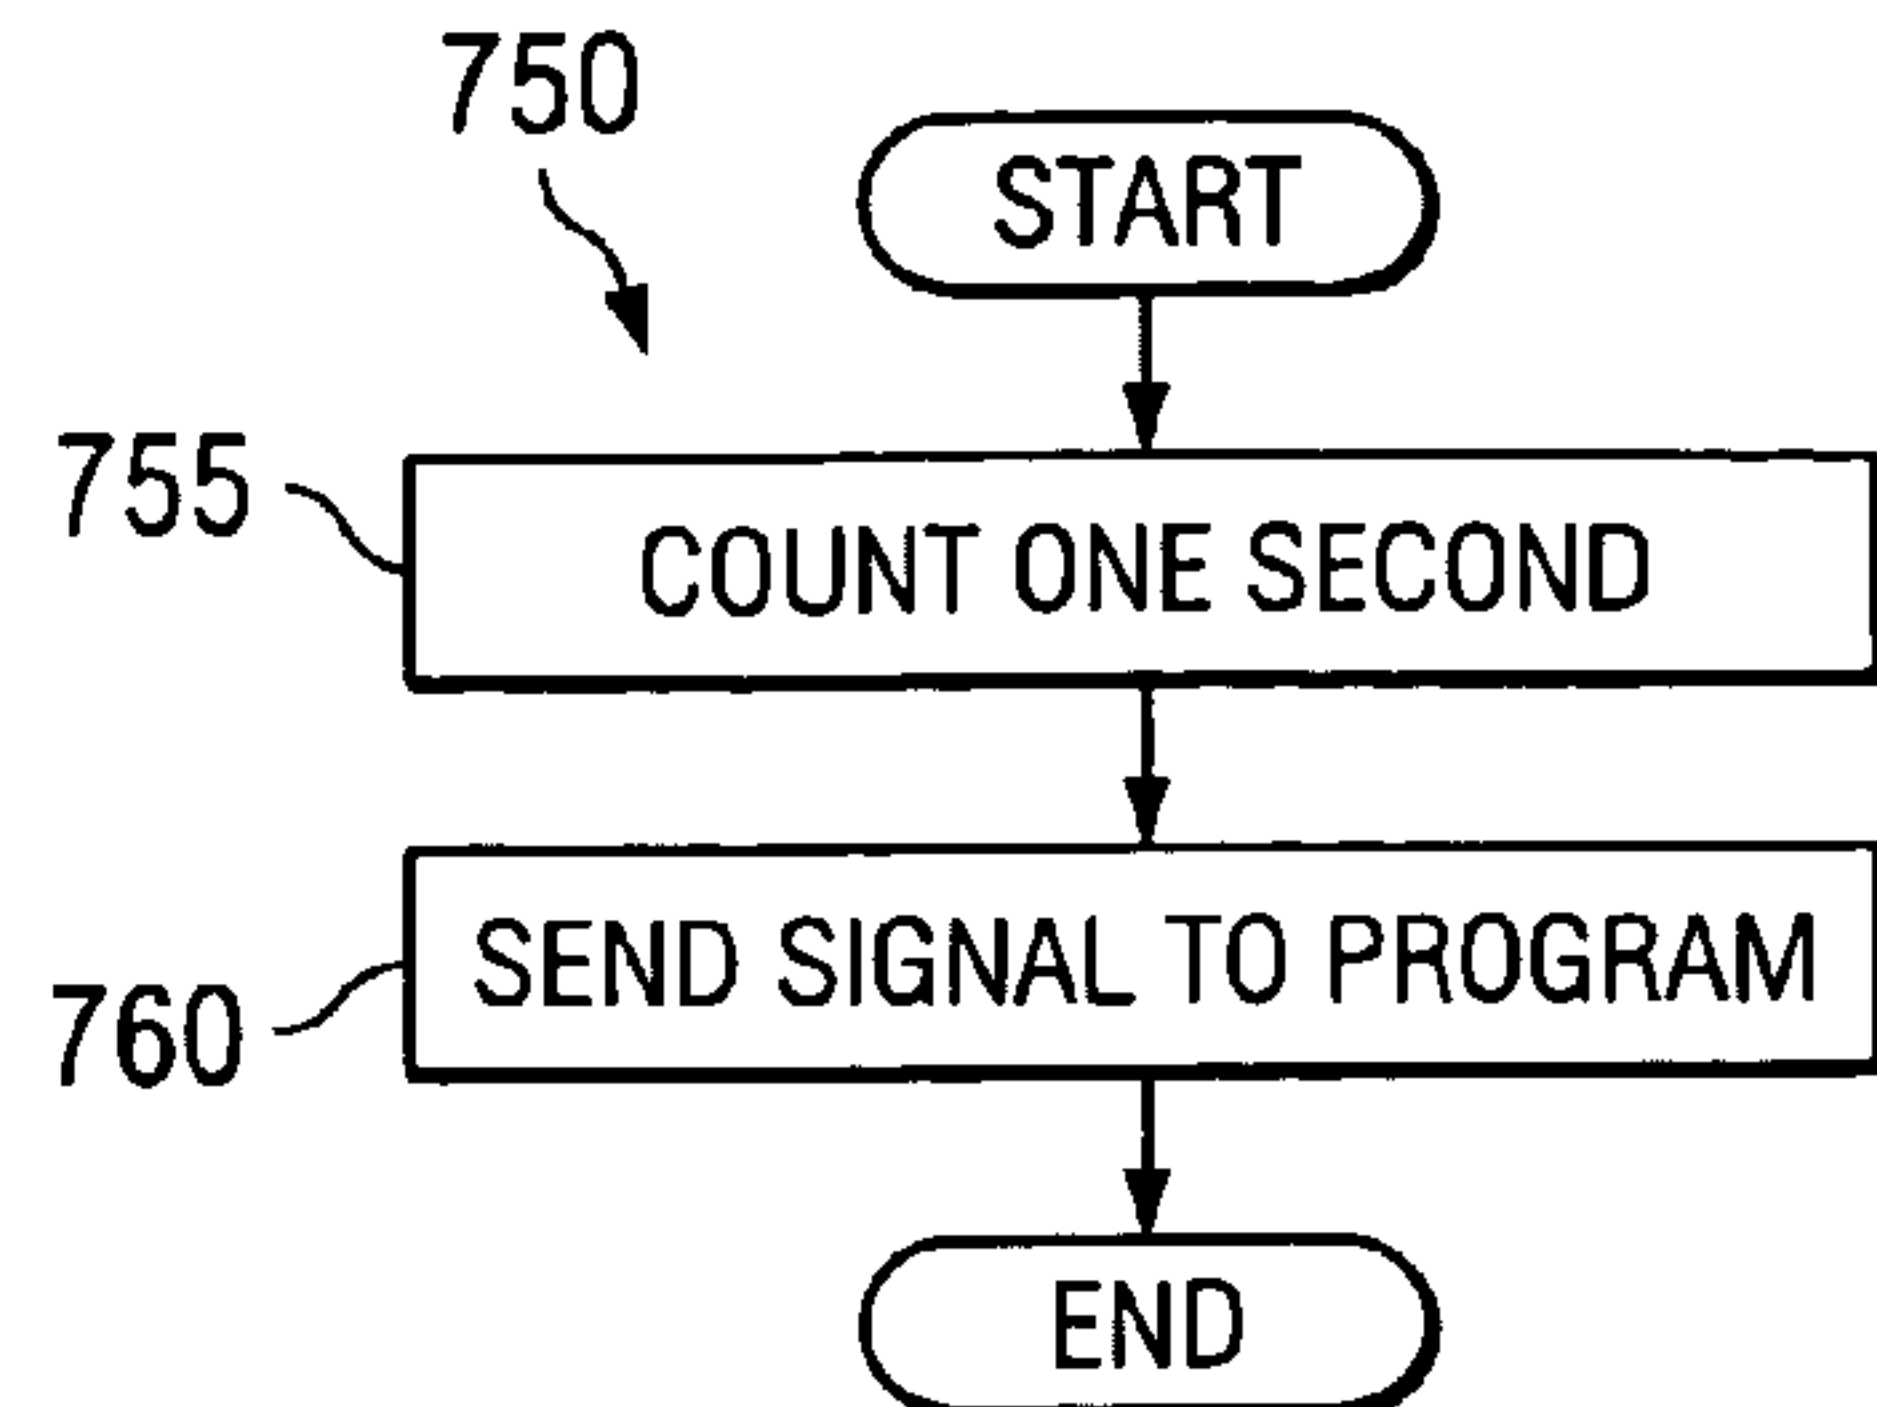 750
START
755
COUNT ONE SECOND
SEND SIGNAL TO PROGRAM
760
END